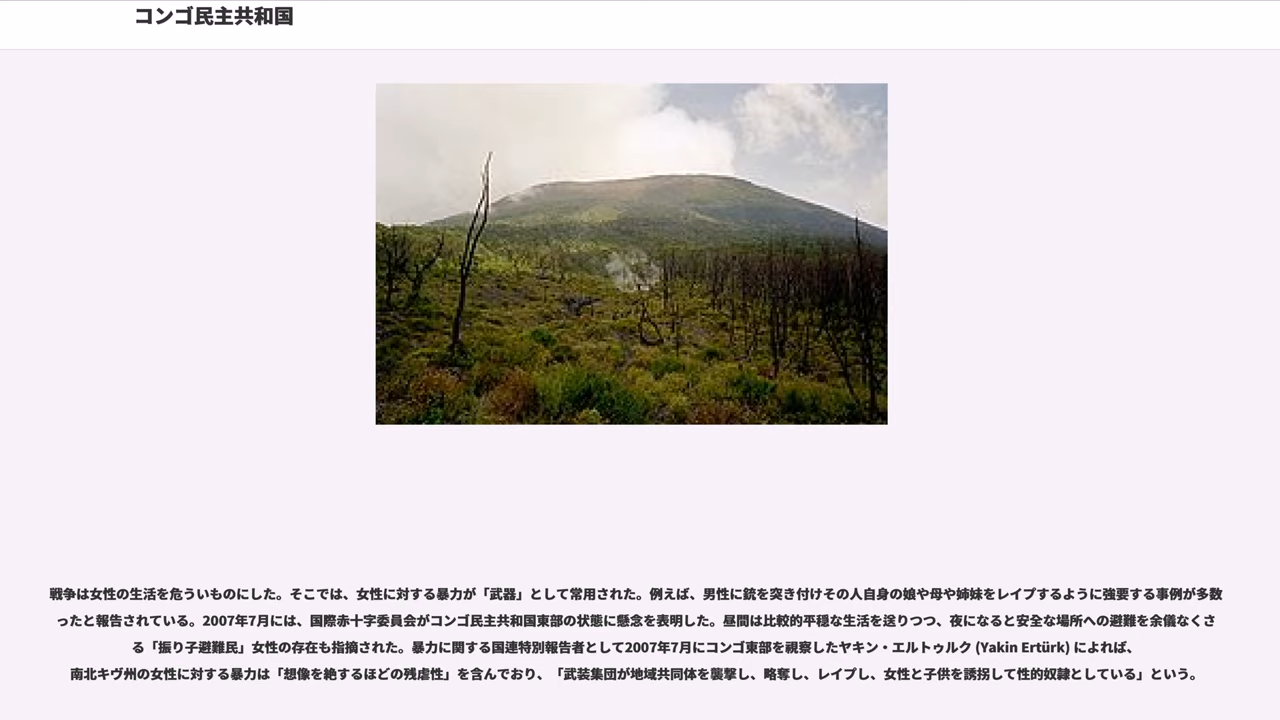 コンゴ民主共和国
戦争は女性の生活を危ういものにした。そこでは、女性に対する暴力が「武器」として常用された。例えば、男性に銃を突き付けその人自身の娘や母や姉妹をレイプするように強要する事例が多数
ったと報告されている。2007年7月には、国際赤十字委員会がコンゴ民主共和国東部の状態に懸念を表明した。昼間は比較的平穏な生活を送りつつ、夜になると安全な場所への避難を余儀なくさ
る「振り子避難民」女性の存在も指摘された。暴力に関する国連特別報告者として2007年7月にコンゴ東部を視察したヤキン・エルトゥルク (Yakin Ertürk) によれば、
南北キヴ州の女性に対する暴力は「想像を絶するほどの残虐性」を含んでおり、「武装集団が地域共同体を襲撃し、略奪し、レイプし、女性と子供を誘拐して性的奴隷としている」という。